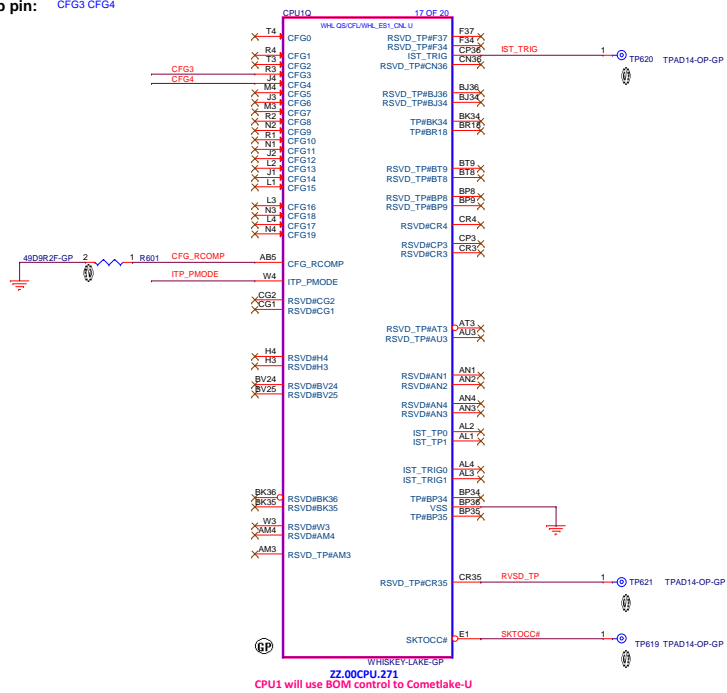 p pin: CFG3 CFG4
CPU1Q 17 OF 20
WHL QS/CFL/WHL_ES1_CNL U
T4 CFG0
R4 CFG1
T3 CFG2
CFG3 R3 CFG3
CFG4 J4 CFG4
M4 CFG5
J3 CFG6
M3 CFG7
R2 CFG8
N2 CFG9
R1 CFG10
N1 CFG11
J2 CFG12
L2 CFG13
J1 CFG14
L1 CFG15
L3 CFG16
N3 CFG18
L4 CFG17
N4 CFG19
49D9R2F-GP 2 1 R601 CFG_RCOMP AB5 CFG_RCOMP
ITP_PMODE W4 ITP_PMODE
CG2 RSVD#CG2
CG1 RSVD#CG1
H4 RSVD#H4
H3 RSVD#H3
BV24 RSVD#BV24
BV25 RSVD#BV25
BK36 RSVD#BK36
BK35 RSVD#BK35
W3 RSVD#W3
AM4 RSVD#AM4
AM3 RSVD_TP#AM3
RSVD_TP#F37 F37
RSVD_TP#F34 F34
IST_TRIG CP36 IST_TRIG 1 TP620 TPAD14-OP-GP
RSVD_TP#CN36 CN36
RSVD_TP#BJ36 BJ36
RSVD_TP#BJ34 BJ34
TP#BK34 BK34
TP#BR18 BR18
RSVD_TP#BT9 BT9
RSVD_TP#BT8 BT8
RSVD_TP#BP8 BP8
RSVD_TP#BP9 BP9
RSVD#CR4 CR4
RSVD#CP3 CP3
RSVD#CR3 CR3
RSVD_TP#AT3 AT3
RSVD_TP#AU3 AU3
RSVD#AN1 AN1
RSVD#AN2 AN2
RSVD#AN4 AN4
RSVD#AN3 AN3
IST_TP0 AL2
IST_TP1 AL1
IST_TRIG0 AL4
IST_TRIG1 AL3
TP#BP34 BP34
VSS BP36
TP#BP35 BP35
RSVD_TP#CR35 CR35 RVSD_TP 1 TP621 TPAD14-OP-GP
SKTOCC# E1 SKTOCC# 1 TP619 TPAD14-OP-GP
GP
WHISKEY-LAKE-GP
ZZ.00CPU.271
CPU1 will use BOM control to Cometlake-U